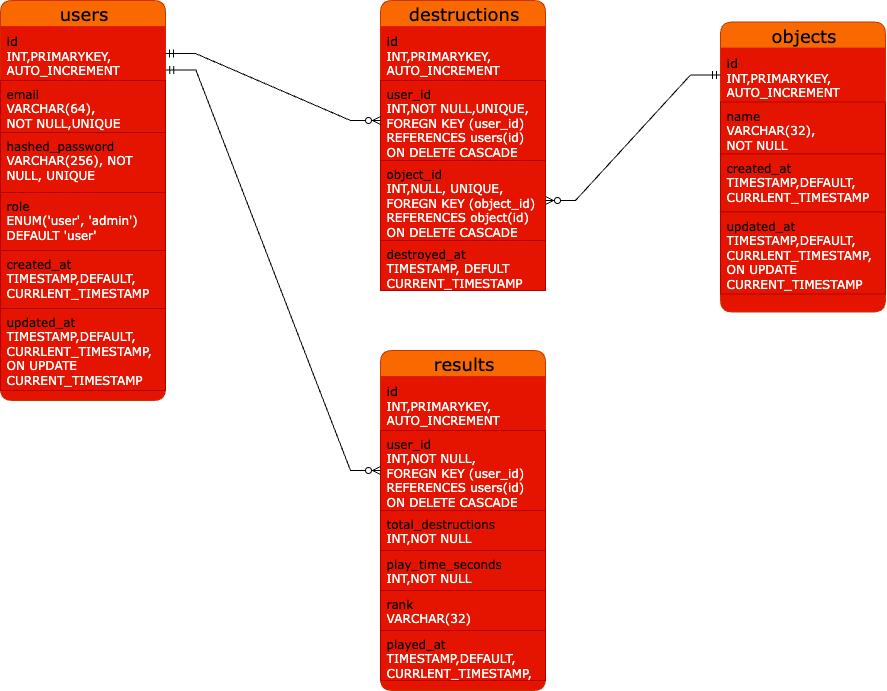 users
id
INT,PRIMARYKEY,
AUTO_INCREMENT
email
VARCHAR(64),
NOT NULL,UNIQUE
hashed_password
VARCHAR(256), NOT
NULL, UNIQUE
role
ENUM('user', 'admin')
DEFAULT 'user'
created_at
TIMESTAMP,DEFAULT,
CURRLENT_TIMESTAMP
updated_at
TIMESTAMP,DEFAULT,
CURRLENT_TIMESTAMP,
ON UPDATE
CURRENT_TIMESTAMP
destructions
id
INT,PRIMARYKEY,
AUTO_INCREMENT
user_id
INT,NOT NULL,UNIQUE,
FOREGN KEY (user_id)
REFERENCES users(id)
ON DELETE CASCADE
object_id
INT,NULL, UNIQUE,
FOREGN KEY (object_id)
REFERENCES object(id)
ON DELETE CASCADE
destroyed_at
TIMESTAMP, DEFULT
CURRENT_TIMESTAMP
objects
id
INT,PRIMARYKEY,
AUTO_INCREMENT
name
VARCHAR(32),
NOT NULL
created_at
TIMESTAMP,DEFAULT,
CURRLENT_TIMESTAMP
updated_at
TIMESTAMP,DEFAULT,
CURRLENT_TIMESTAMP,
ON UPDATE
CURRENT_TIMESTAMP
results
id
INT,PRIMARYKEY,
AUTO_INCREMENT
user_id
INT,NOT NULL,
FOREGN KEY (user_id)
REFERENCES users(id)
ON DELETE CASCADE
total_destructions
INT,NOT NULL
play_time_seconds
INT,NOT NULL
rank
VARCHAR(32)
played_at
TIMESTAMP,DEFAULT,
CURRLENT_TIMESTAMP,